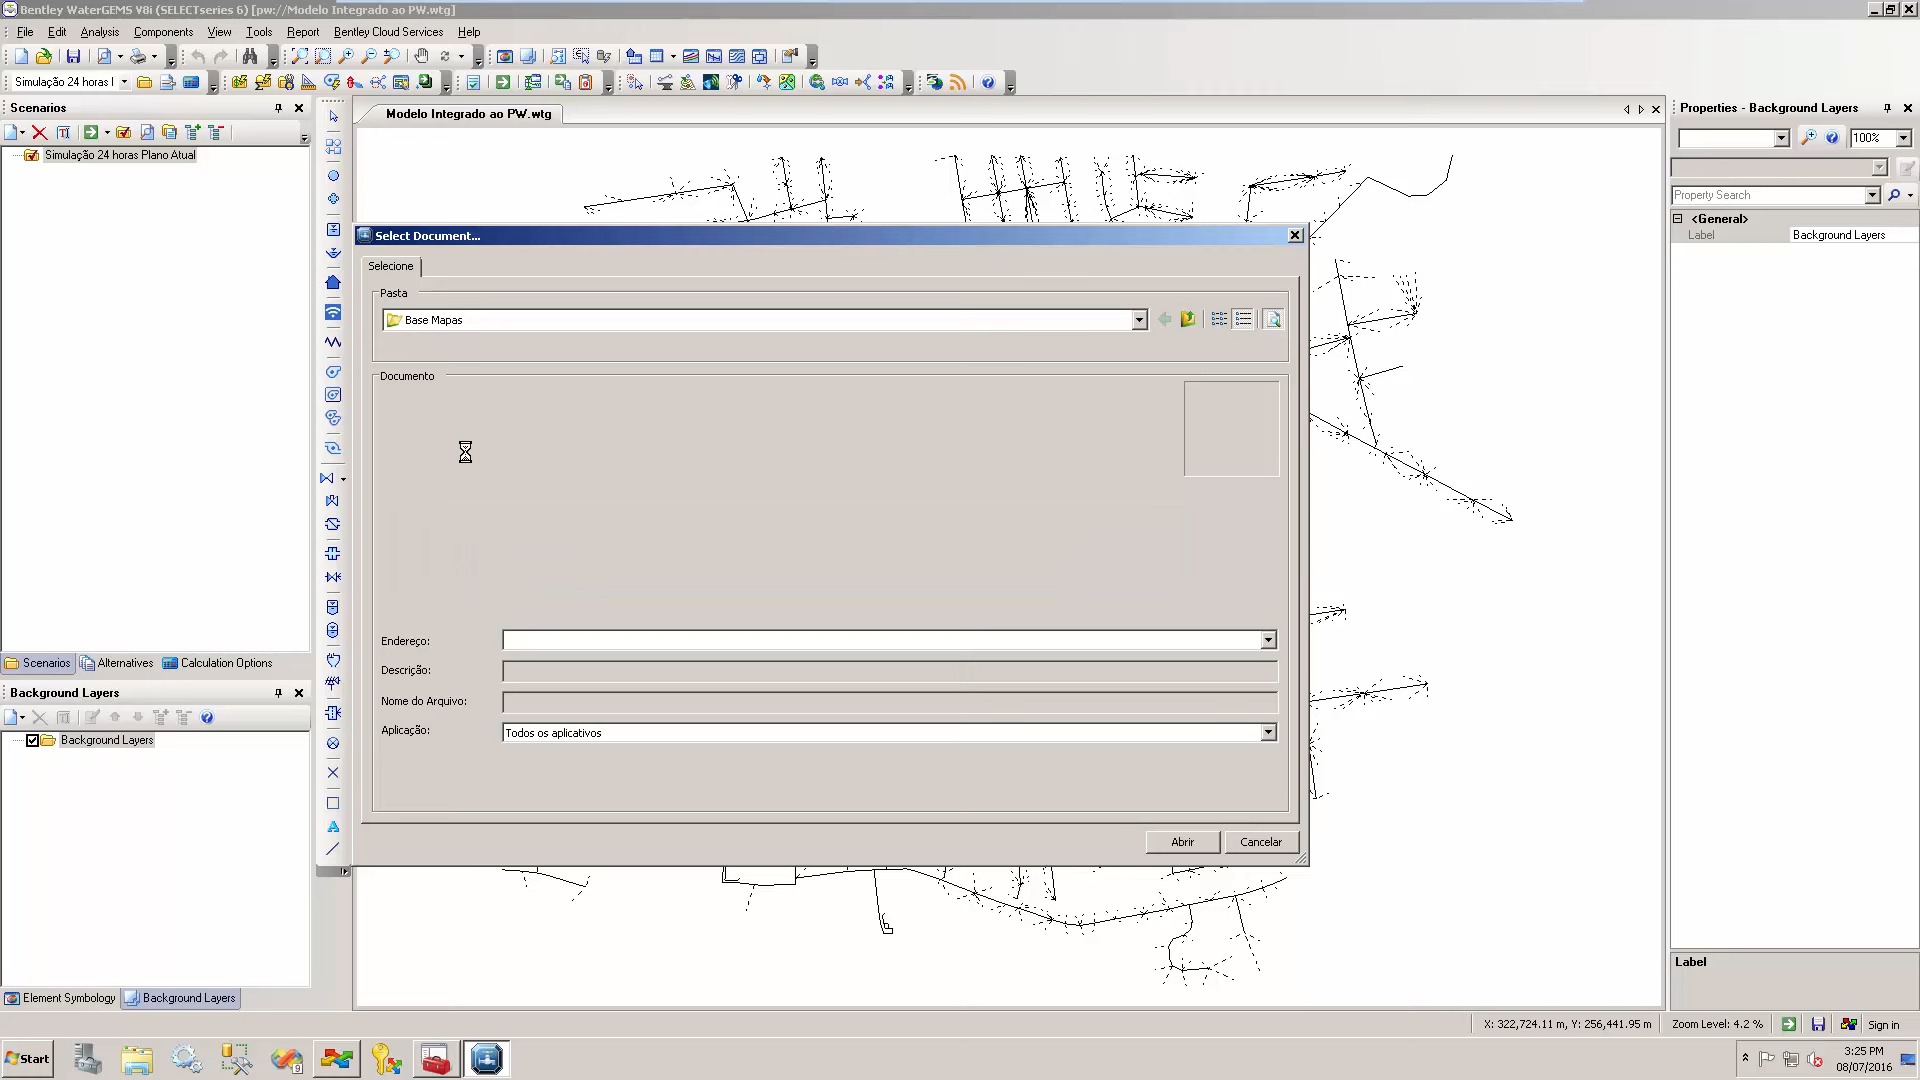 Bentley WaterGEMS V8i (SELECTseries 6) [pw://Modelo Integrado ao PW.wtg]
File Edit Analysis Components View Tools Report Bentley Cloud Services Help
Simulação 24 horas I
Scenarios
Simulação 24 horas Plano Atual
Scenarios Alternatives Calculation Options
Background Layers
Background Layers
Element Symbology Background Layers
Modelo Integrado ao PW.wtg
Select Document...
Selecione
Pasta
Base Mapas
Documento
Endereço:
Descrição:
Nome do Arquivo:
Aplicação: Todos os aplicativos
Abrir Cancelar
Properties - Background Layers
100%
Property Search
<General>
Label Background Layers
Label
X: 322,724.11 m, Y: 256,441.95 m Zoom Level: 4.2 % Sign in
Start
9
3:25 PM
08/07/2016